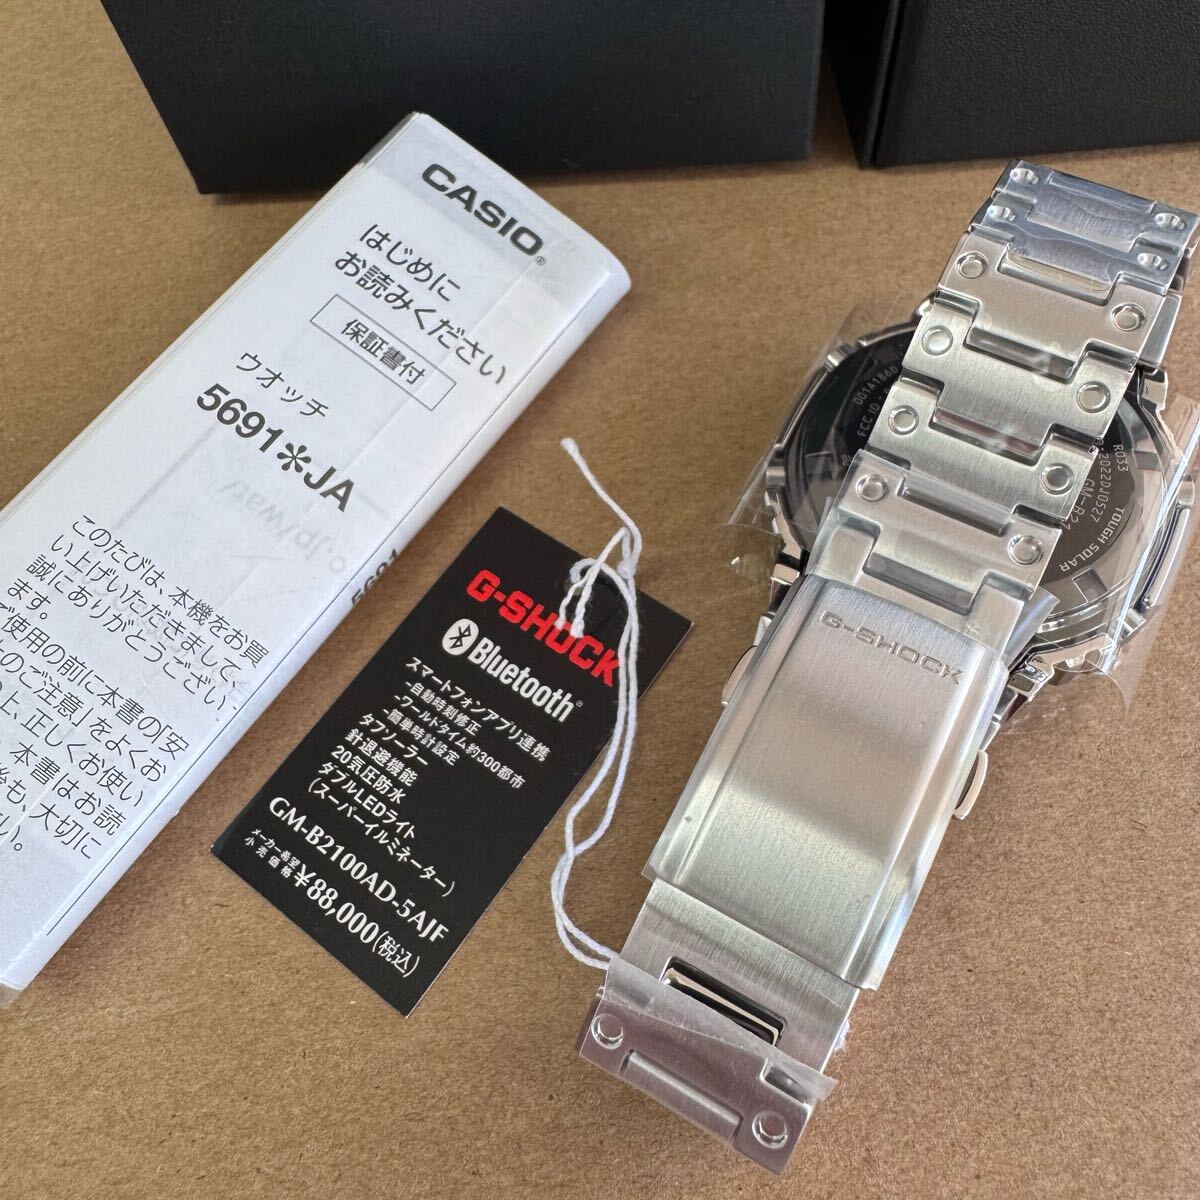 CASIO®
はじめに
お読みください
保証書付
ウオッチ
5691✻JA
このたびは、本機をお買
い上げいただきまして、
誠にありがとうござい
ます。
使用の前に本書の「安
のご注意」をよくお
上、正しくお使い
本書はお読
後も、大切に
い。
G-SHOCK
Bluetooth®
スマートフォンアプリ連携
-自動時刻修正
-ワールドタイム約300都市
-簡単時計設定
タフソーラー
針退避機能
20気圧防水
ダブルLEDライト
(スーパーイルミネーター)
GM-B2100AD-5AJF
メーカー希望
小売価格 ¥88,000(税込)
G-SHOCK
001A186D
FCC ID :
R033
2022DJ0527
GM-B21
TOUGH SOLAR